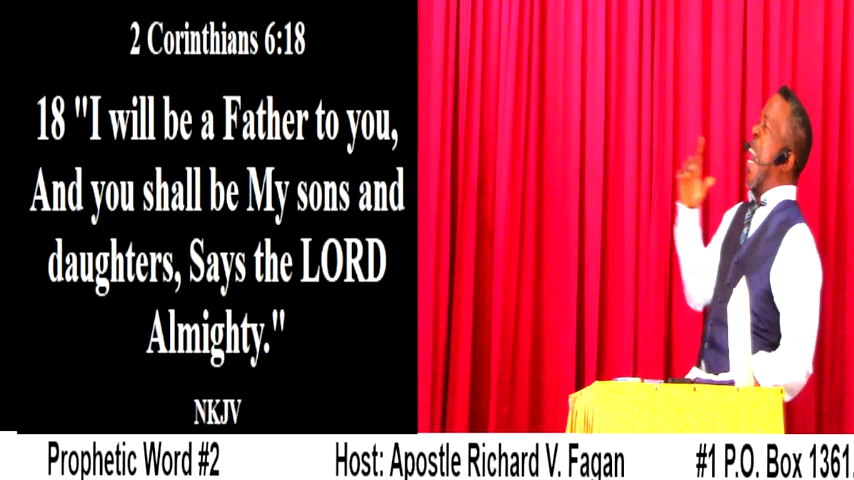 2 Corinthians 6:18
18 "I will be a Father to you,
And you shall be My sons and
daughters, Says the LORD
Almighty."
NKJV
Prophetic Word #2 Host: Apostle Richard V. Fagan #1 P.O. Box 1361.